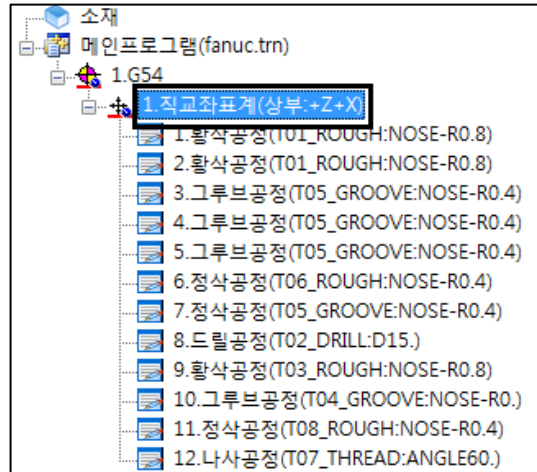 소재
메인프로그램(fanuc.trn)
1.G54
1.직교좌표계(상부:+Z+X)
1.황삭공정(T01_ROUGH:NOSE-R0.8)
2.황삭공정(T01_ROUGH:NOSE-R0.8)
3.그루브공정(T05_GROOVE:NOSE-R0.4)
4.그루브공정(T05_GROOVE:NOSE-R0.4)
5.그루브공정(T05_GROOVE:NOSE-R0.4)
6.정삭공정(T06_ROUGH:NOSE-R0.4)
7.정삭공정(T05_GROOVE:NOSE-R0.4)
8.드릴공정(T02_DRILL:D15.)
9.황삭공정(T03_ROUGH:NOSE-R0.8)
10.그루브공정(T04_GROOVE:NOSE-R0.)
11.정삭공정(T08_ROUGH:NOSE-R0.4)
12.나사공정(T07_THREAD:ANGLE60.)